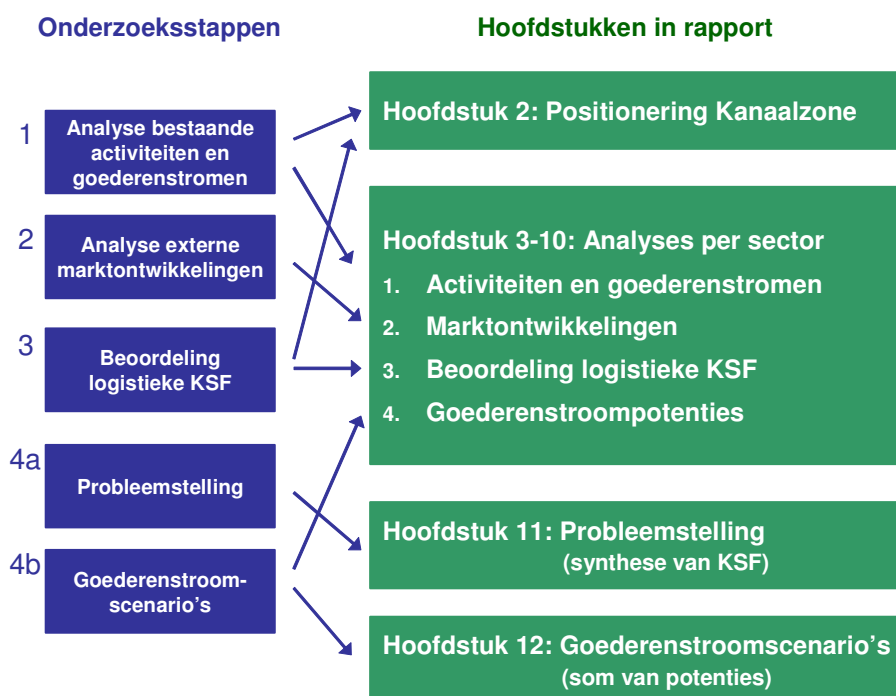 Onderzoeksstappen
Hoofdstukken in rapport
1
Analyse bestaande
activiteiten en
goederenstromen
2
Analyse externe
marktontwikkelingen
3
Beoordeling
logistieke KSF
4a
Probleemstelling
4b
Goederenstroom-
scenario's
Hoofdstuk 2: Positionering Kanaalzone
Hoofdstuk 3-10: Analyses per sector
1. Activiteiten en goederenstromen
2. Marktontwikkelingen
3. Beoordeling logistieke KSF
4. Goederenstroompotenties
Hoofdstuk 11: Probleemstelling
(synthese van KSF)
Hoofdstuk 12: Goederenstroomscenario's
(som van potenties)